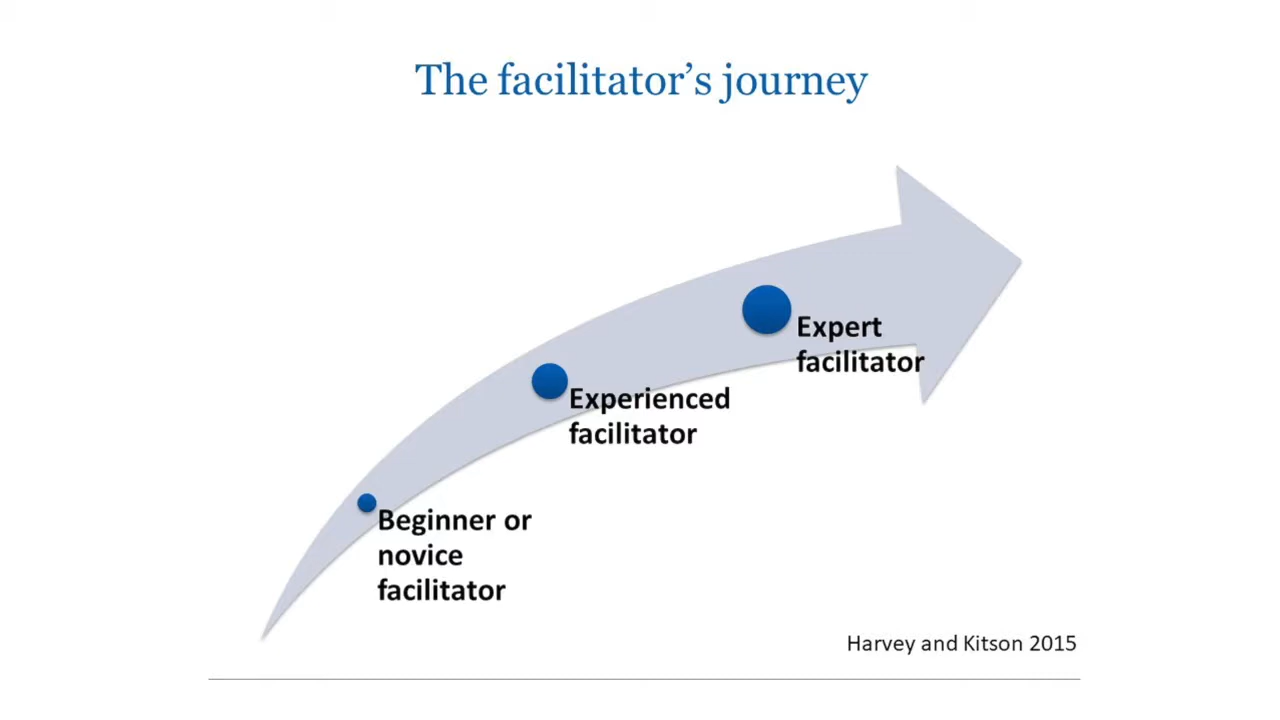 The facilitator’s journey
Expert
facilitator
Experienced
facilitator
Beginner or
novice
facilitator
Harvey and Kitson 2015